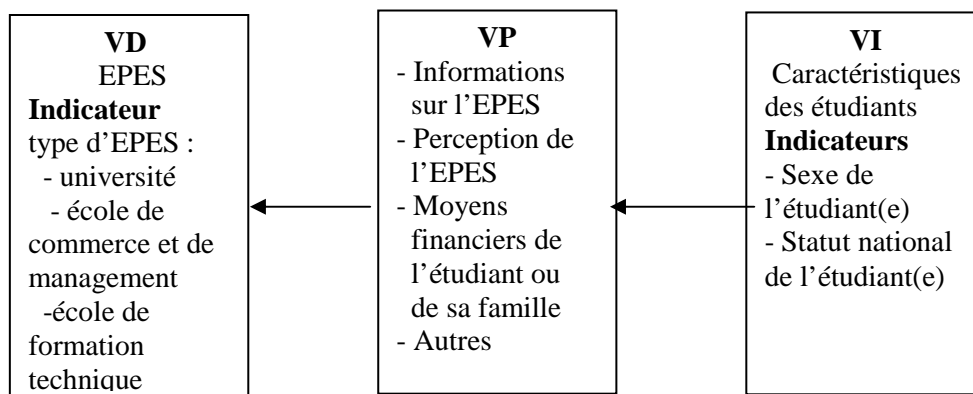 VD
EPES
Indicateur
type d’EPES :
- université
- école de
commerce et de
management
-école de
formation
technique
VP
- Informations
sur l’EPES
- Perception de
l’EPES
- Moyens
financiers de
l’étudiant ou
de sa famille
- Autres
VI
Caractéristiques
des étudiants
Indicateurs
- Sexe de
l’étudiant(e)
- Statut national
de l’étudiant(e)